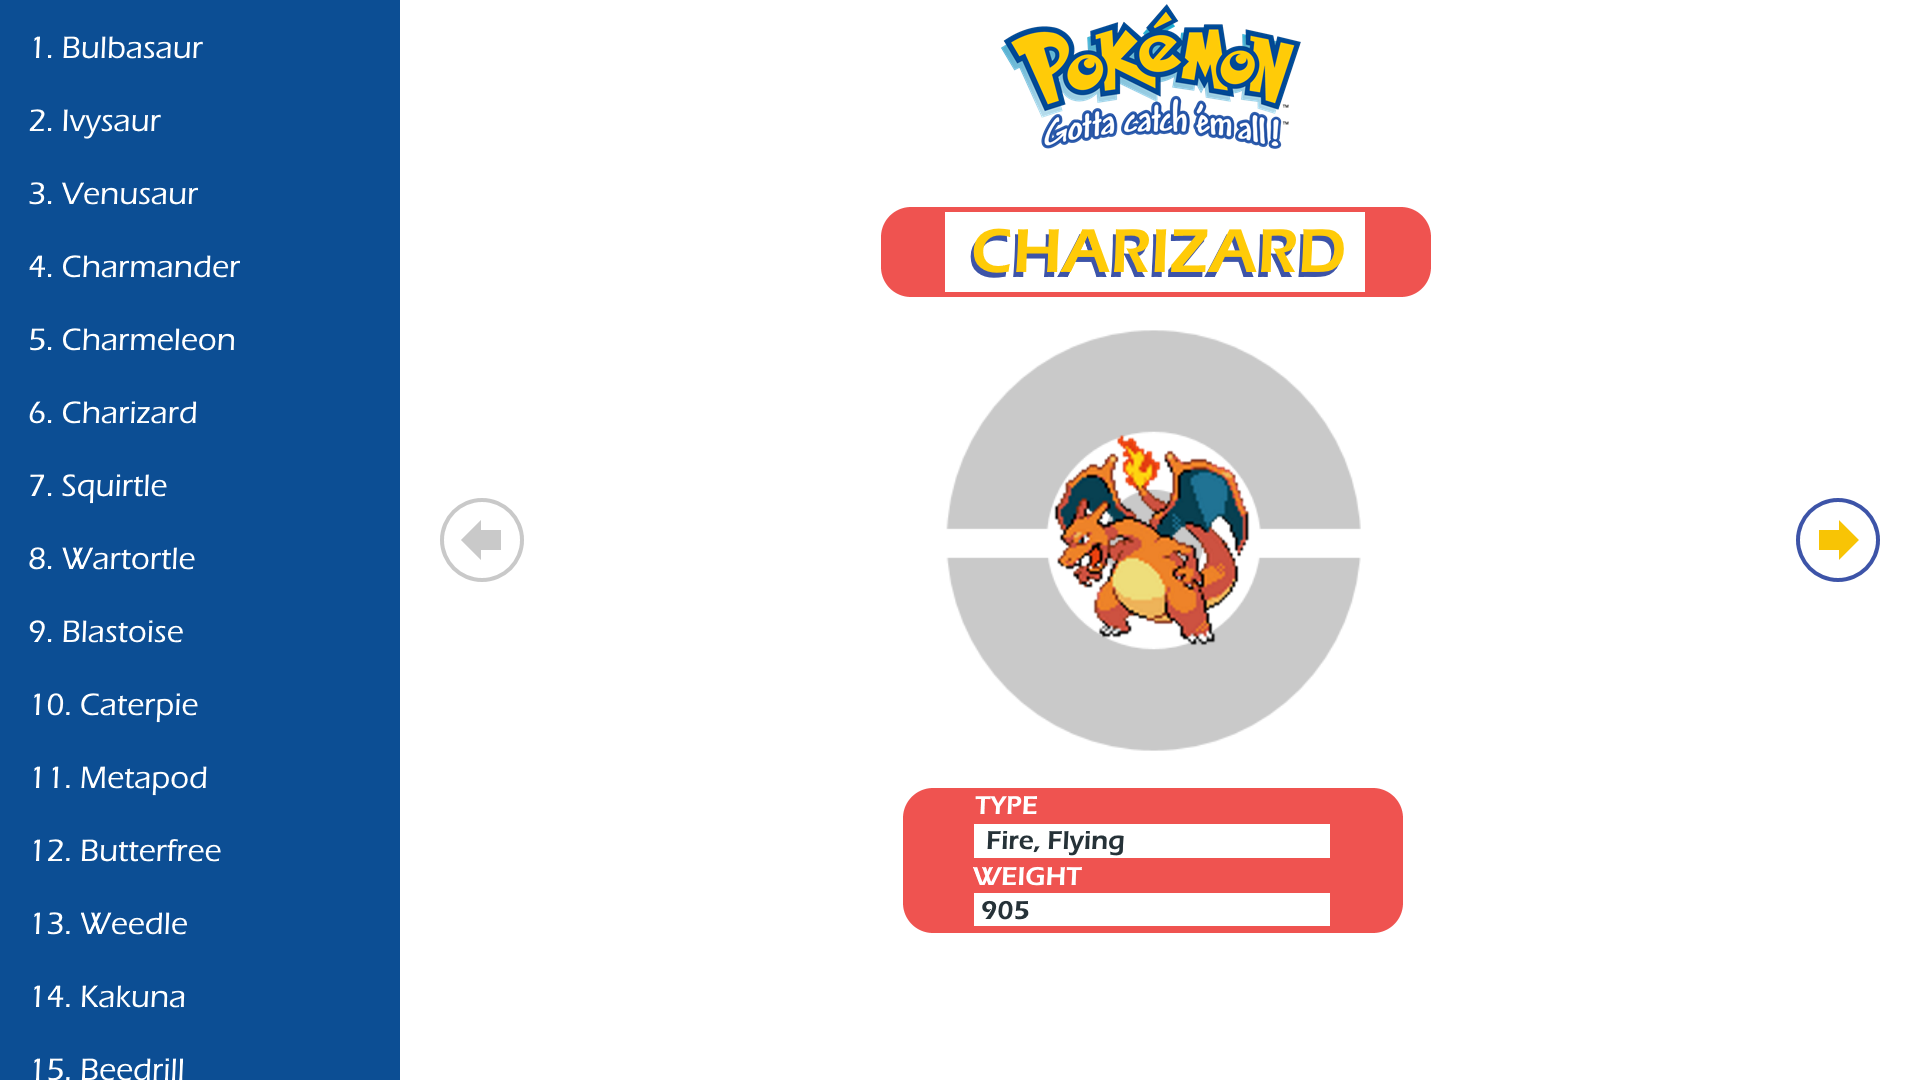 1. Bulbasaur
2. Ivysaur
3. Venusaur
4. Charmander
5. Charmeleon
6. Charizard
7. Squirtle
8. Wartortle
9. Blastoise
10. Caterpie
11. Metapod
12. Butterfree
13. Weedle
14. Kakuna
15. Beedrill
POKéMON
Gotta catch 'em all!
CHARIZARD
TYPE
Fire, Flying
WEIGHT
905